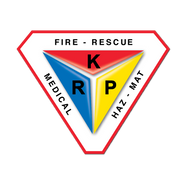 FIRE - RESCUE
K
R P
MEDICAL
HAZ - MAT